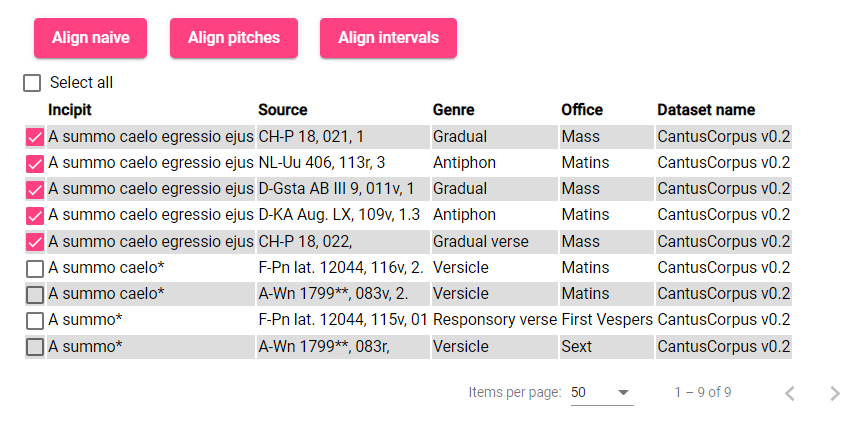 Align naive Align pitches Align intervals
Select all
Incipit Source Genre Office Dataset name
A summo caelo egressio ejus CH-P 18, 021, 1 Gradual Mass CantusCorpus v0.2
A summo caelo egressio ejus NL-Uu 406, 113r, 3 Antiphon Matins CantusCorpus v0.2
A summo caelo egressio ejus D-Gsta AB III 9, 011v, 1 Gradual Mass CantusCorpus v0.2
A summo caelo egressio ejus D-KA Aug. LX, 109v, 1.3 Antiphon Matins CantusCorpus v0.2
A summo caelo egressio ejus CH-P 18, 022, Gradual verse Mass CantusCorpus v0.2
A summo caelo* F-Pn lat. 12044, 116v, 2. Versicle Matins CantusCorpus v0.2
A summo caelo* A-Wn 1799**, 083v, 2. Versicle Matins CantusCorpus v0.2
A summo* F-Pn lat. 12044, 115v, 01 Responsory verse First Vespers CantusCorpus v0.2
A summo* A-Wn 1799**, 083r, Versicle Sext CantusCorpus v0.2
Items per page: 50 1 – 9 of 9